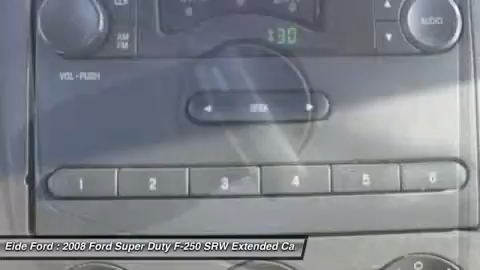 CLK
AM
FM
:30
AUDIO
VOL • PUSH
SEEK
1 2 3 4 5 6
Eide Ford : 2008 Ford Super Duty F-250 SRW Extended Ca